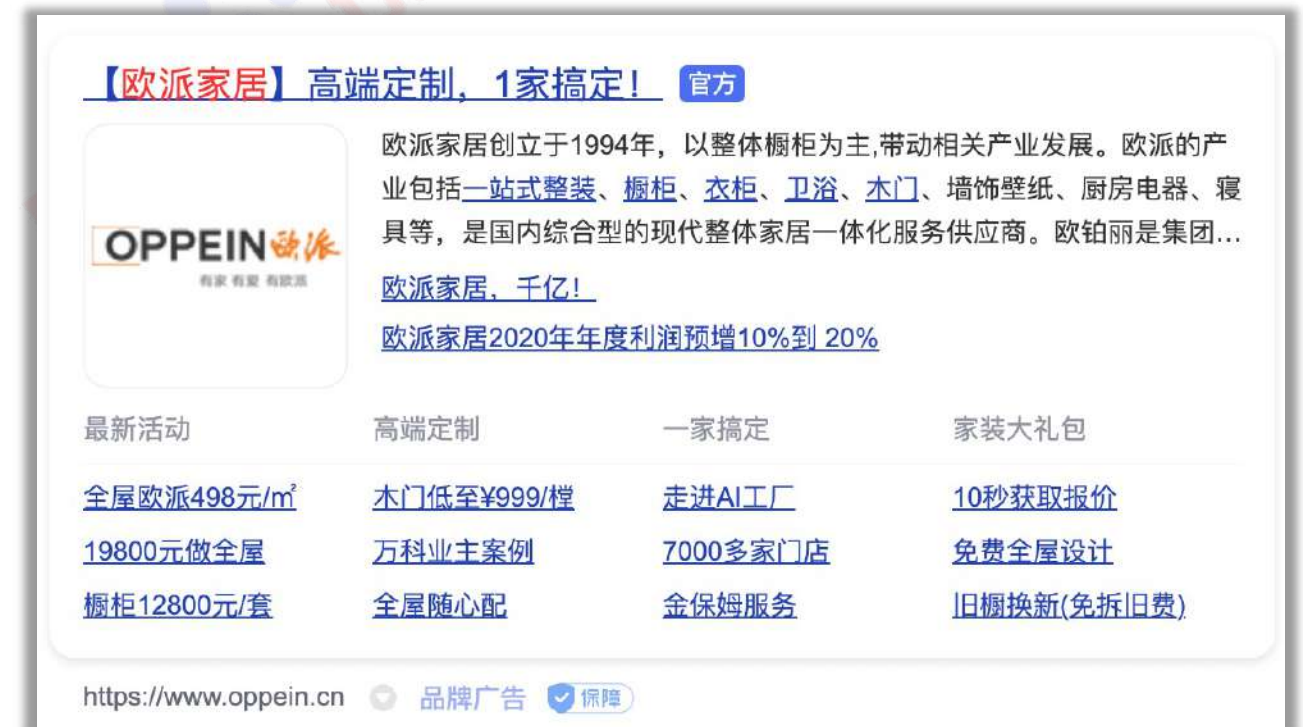 【欧派家居】高端定制，1家搞定！ 官方
欧派家居创立于1994年，以整体橱柜为主,带动相关产业发展。欧派的产
业包括一站式整装、橱柜、衣柜、卫浴、木门、墙饰壁纸、厨房电器、寝
具等，是国内综合型的现代整体家居一体化服务供应商。欧铂丽是集团...
OPPEIN欧派
有家 有爱 有欧派
欧派家居，千亿！
欧派家居2020年年度利润预增10%到 20%
最新活动 高端定制 一家搞定 家装大礼包
全屋欧派498元/㎡ 木门低至¥999/樘 走进AI工厂 10秒获取报价
19800元做全屋 万科业主案例 7000多家门店 免费全屋设计
橱柜12800元/套 全屋随心配 金保姆服务 旧橱换新(免拆旧费)
https://www.oppein.cn 品牌广告 保障